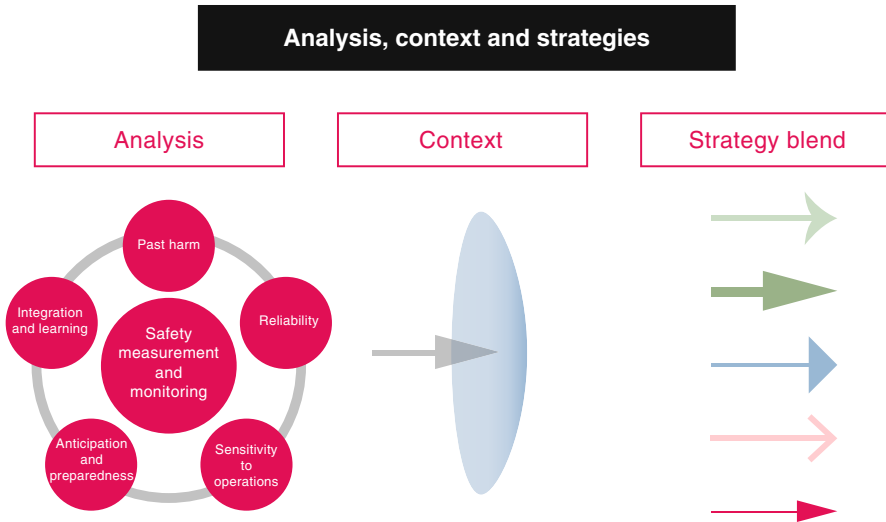 Analysis, context and strategies
Analysis
Context
Strategy blend
Past harm
Integration
and learning
Reliability
Safety
measurement
and
monitoring
Anticipation
and
preparedness
Sensitivity
to
operations